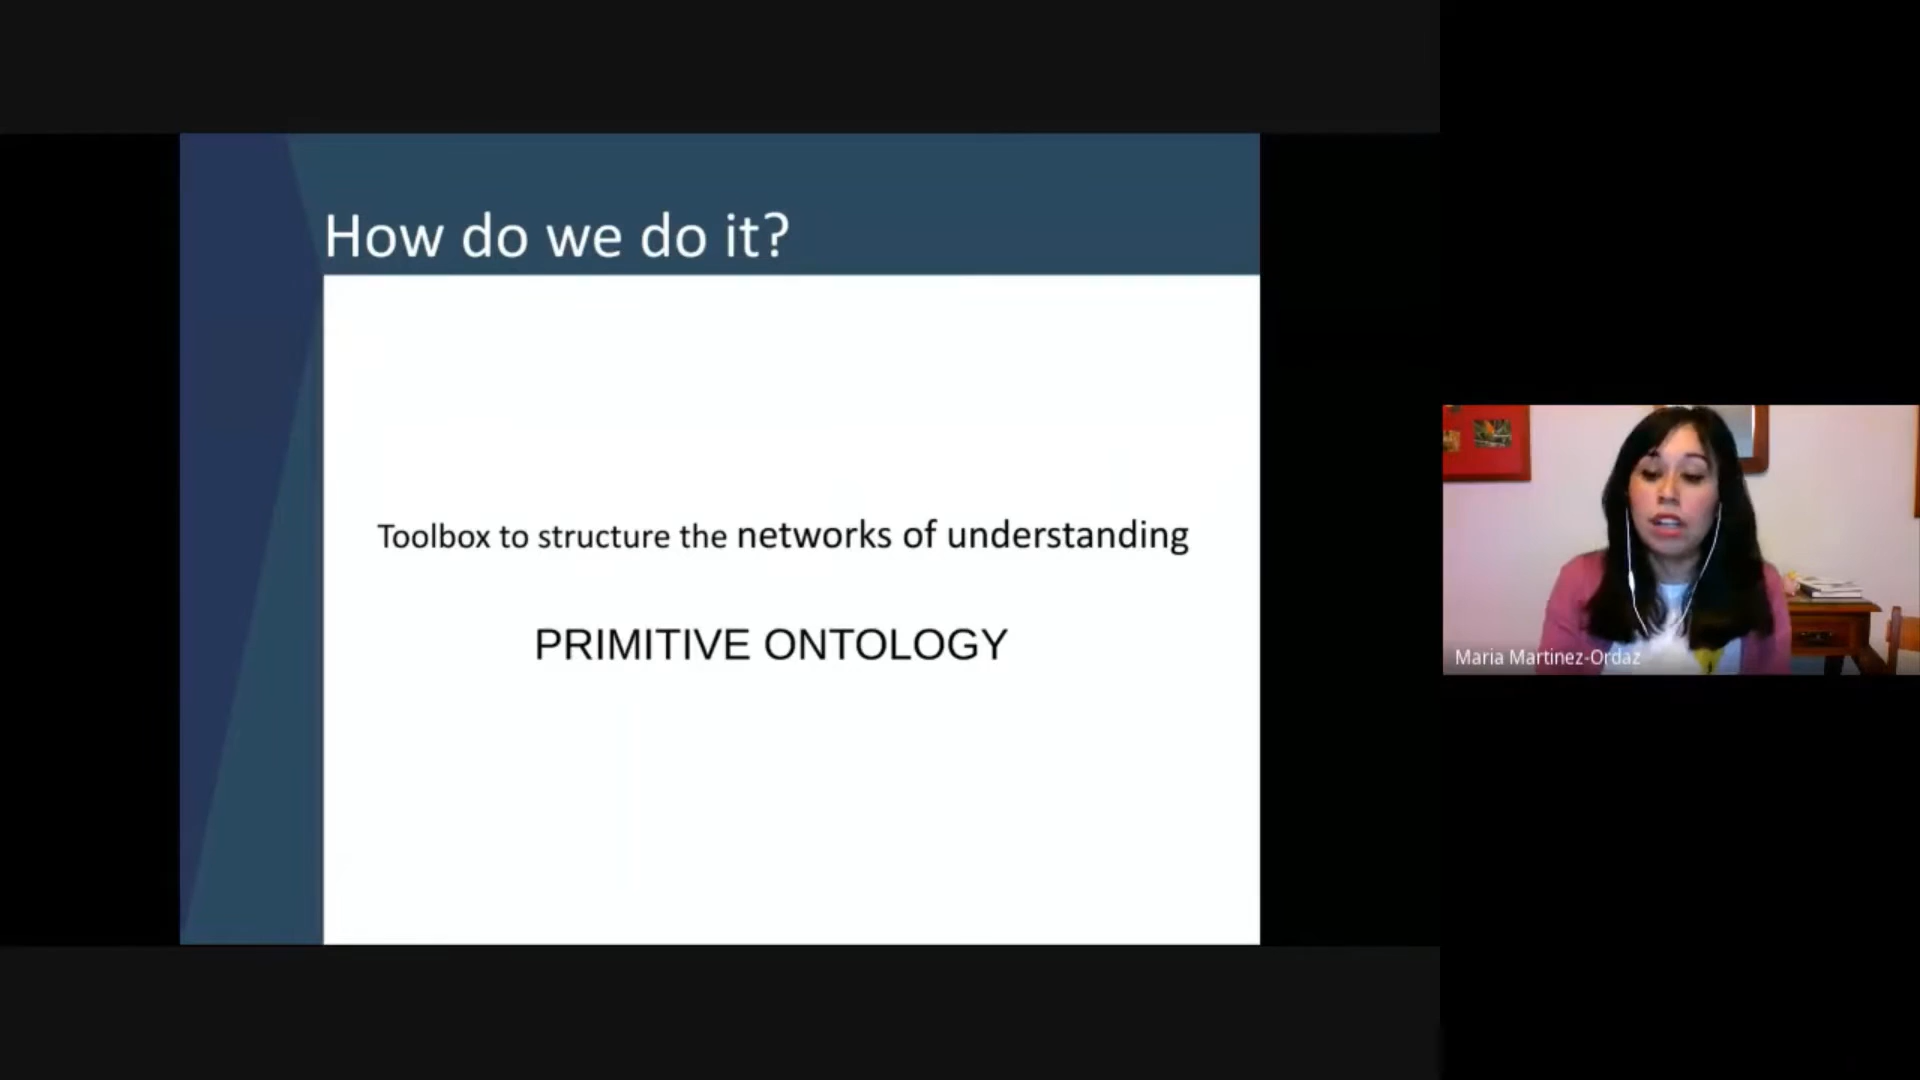 How do we do it?
Toolbox to structure the networks of understanding
PRIMITIVE ONTOLOGY
Maria Martinez-Ordaz